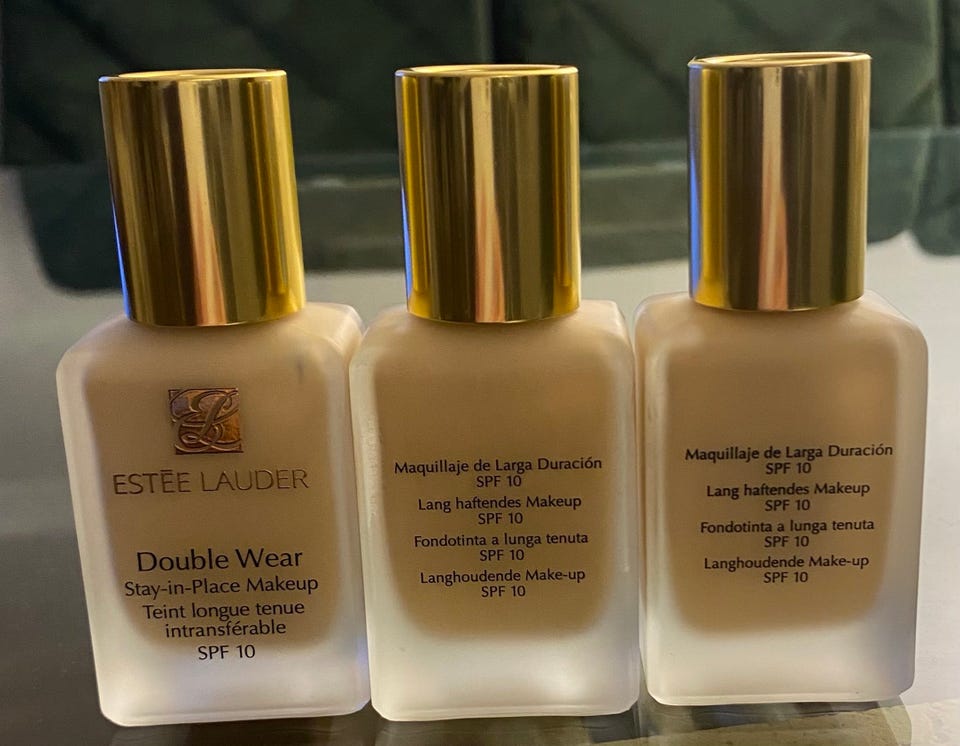 ESTĒE LAUDER
Double Wear
Stay-in-Place Makeup
Teint longue tenue
intransférable
SPF 10
Maquillaje de Larga Duración
SPF 10
Lang haftendes Makeup
SPF 10
Fondotinta a lunga tenuta
SPF 10
Langhoudende Make-up
SPF 10
Maquillaje de Larga Duración
SPF 10
Lang haftendes Makeup
SPF 10
Fondotinta a lunga tenuta
SPF 10
Langhoudende Make-up
SPF 10